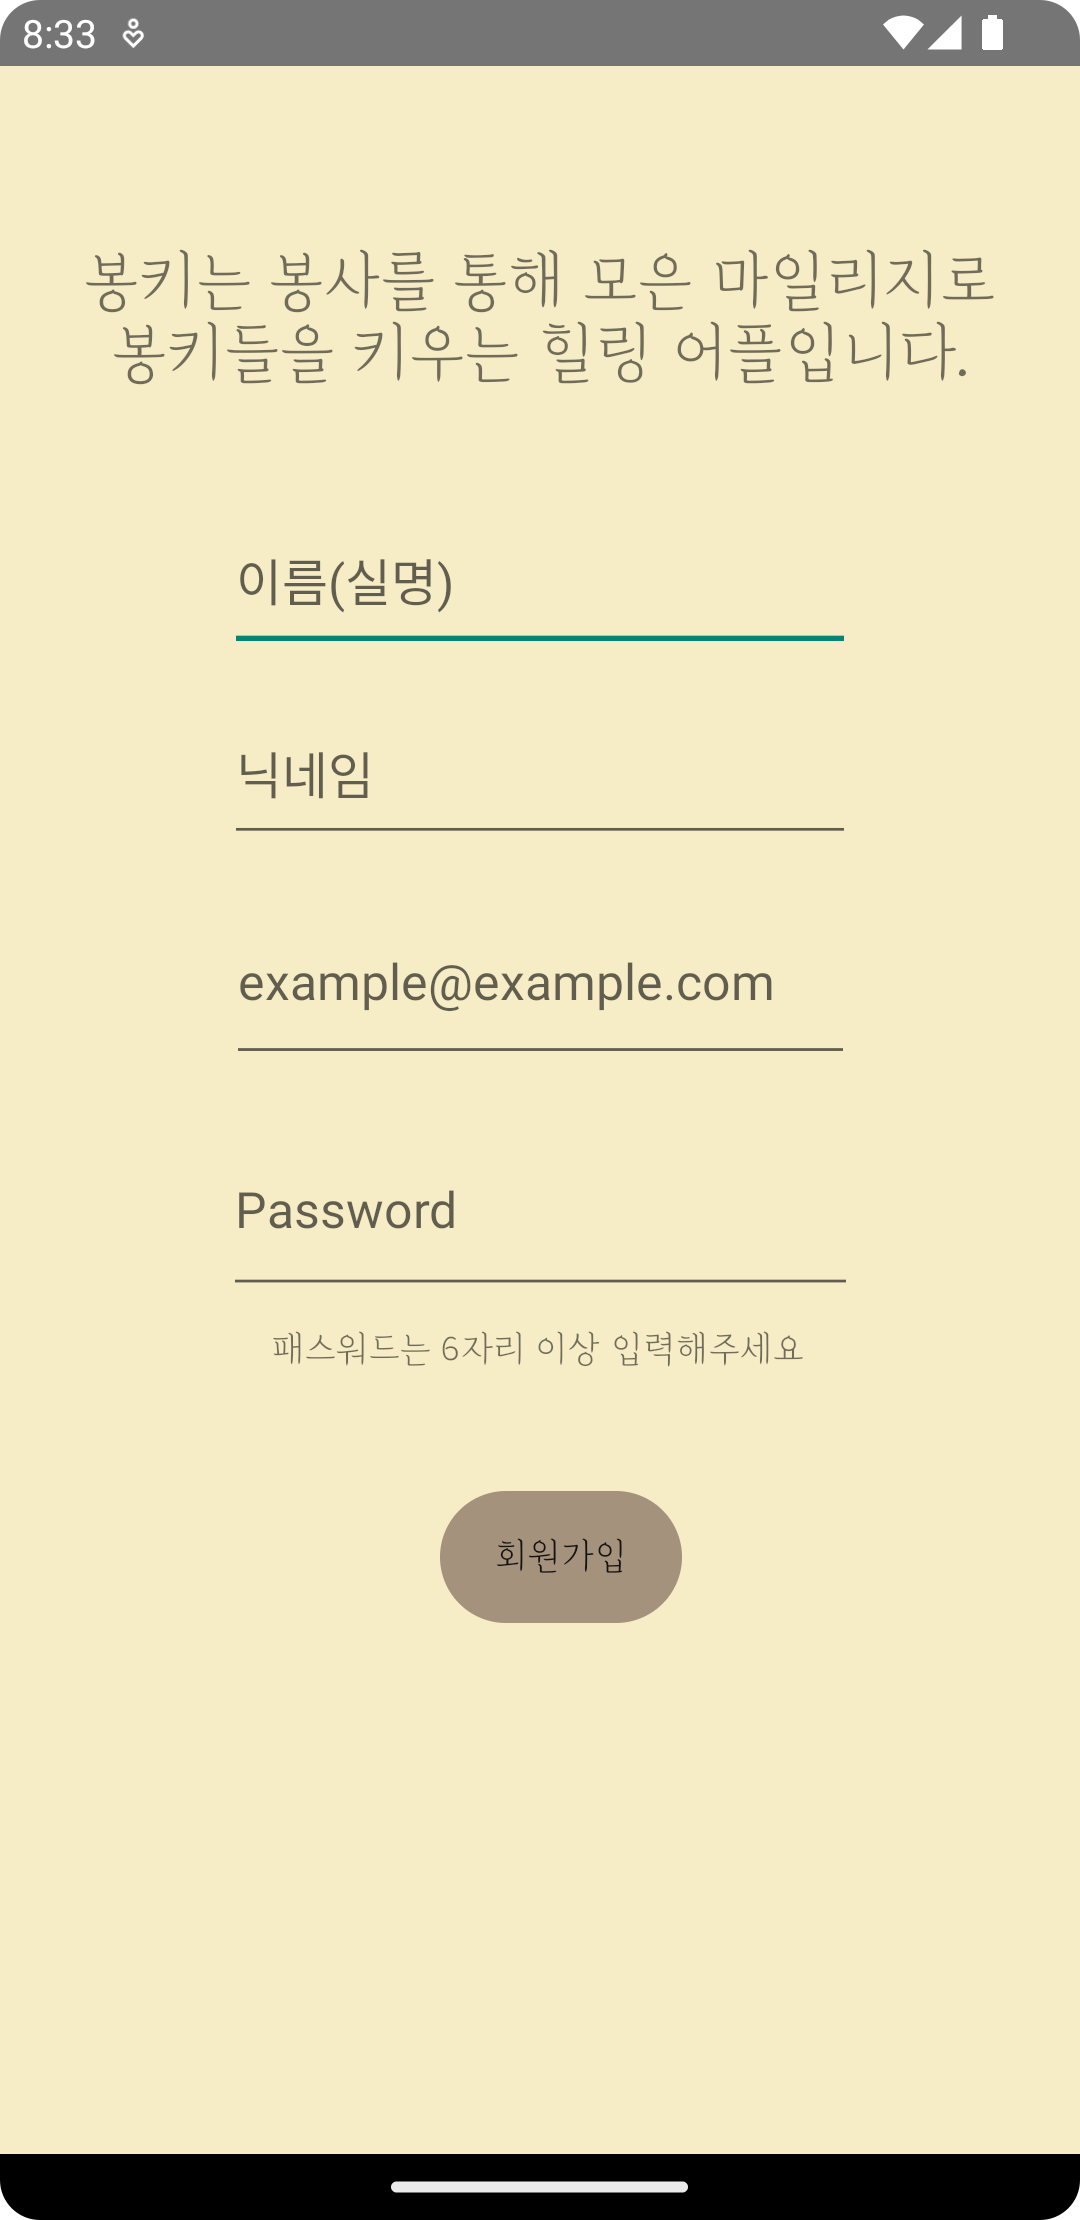 8:33
봉키는 봉사를 통해 모은 마일리지로
봉키들을 키우는 힐링 어플입니다.
이름(실명)
닉네임
example@example.com
Password
패스워드는 6자리 이상 입력해주세요
회원가입